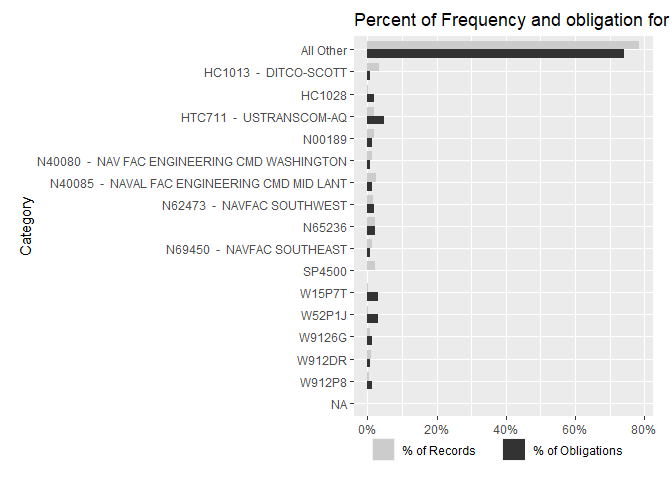 Percent of Frequency and obligation for
Category
All Other
HC1013 - DITCO-SCOTT
HC1028
HTC711 - USTRANSCOM-AQ
N00189
N40080 - NAV FAC ENGINEERING CMD WASHINGTON
N40085 - NAVAL FAC ENGINEERING CMD MID LANT
N62473 - NAVFAC SOUTHWEST
N65236
N69450 - NAVFAC SOUTHEAST
SP4500
W15P7T
W52P1J
W9126G
W912DR
W912P8
NA
0% 20% 40% 60% 80%
% of Records % of Obligations